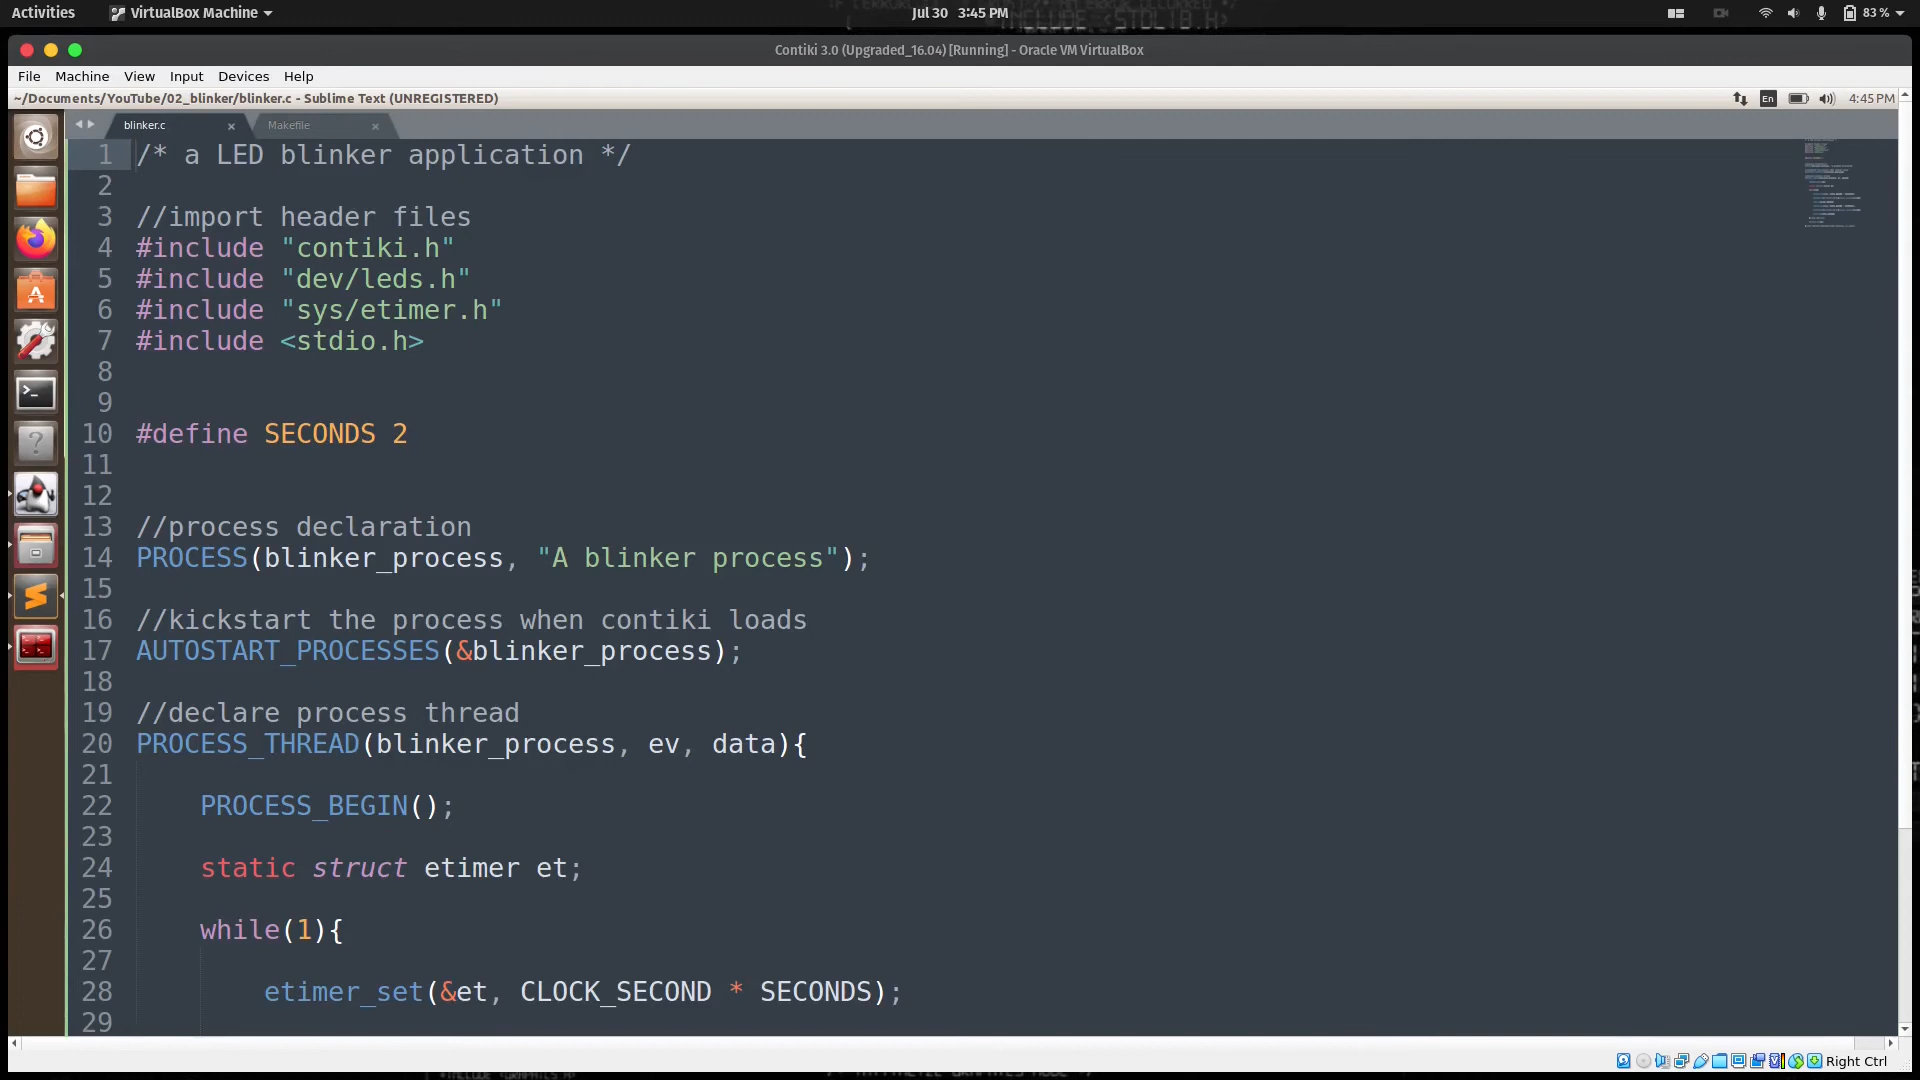 Activities
VirtualBox Machine
Jul 30 3:45 PM
83 %
Contiki 3.0 (Upgraded_16.04) [Running] - Oracle VM VirtualBox
File Machine View Input Devices Help
~/Documents/YouTube/02_blinker/blinker.c - Sublime Text (UNREGISTERED)
En
4:45 PM
blinker.c
Makefile
1 /* a LED blinker application */
2
3 //import header files
4 #include "contiki.h"
5 #include "dev/leds.h"
6 #include "sys/etimer.h"
7 #include <stdio.h>
8
9
10 #define SECONDS 2
11
12
13 //process declaration
14 PROCESS(blinker_process, "A blinker process");
15
16 //kickstart the process when contiki loads
17 AUTOSTART_PROCESSES(&blinker_process);
18
19 //declare process thread
20 PROCESS_THREAD(blinker_process, ev, data){
21
22 PROCESS_BEGIN();
23
24 static struct etimer et;
25
26 while(1){
27
28 etimer_set(&et, CLOCK_SECOND * SECONDS);
29
Right Ctrl